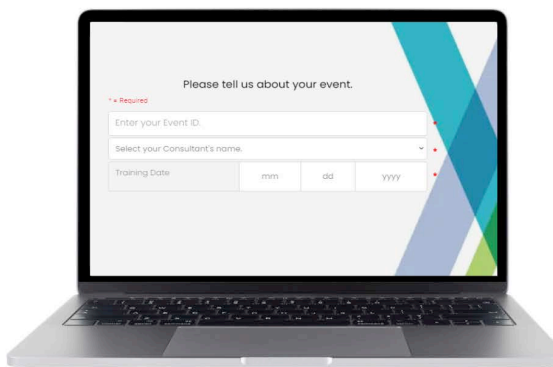 Please tell us about your event.
* = Required
Enter your Event ID.
*
Select your Consultant's name.
*
Training Date mm dd yyyy *